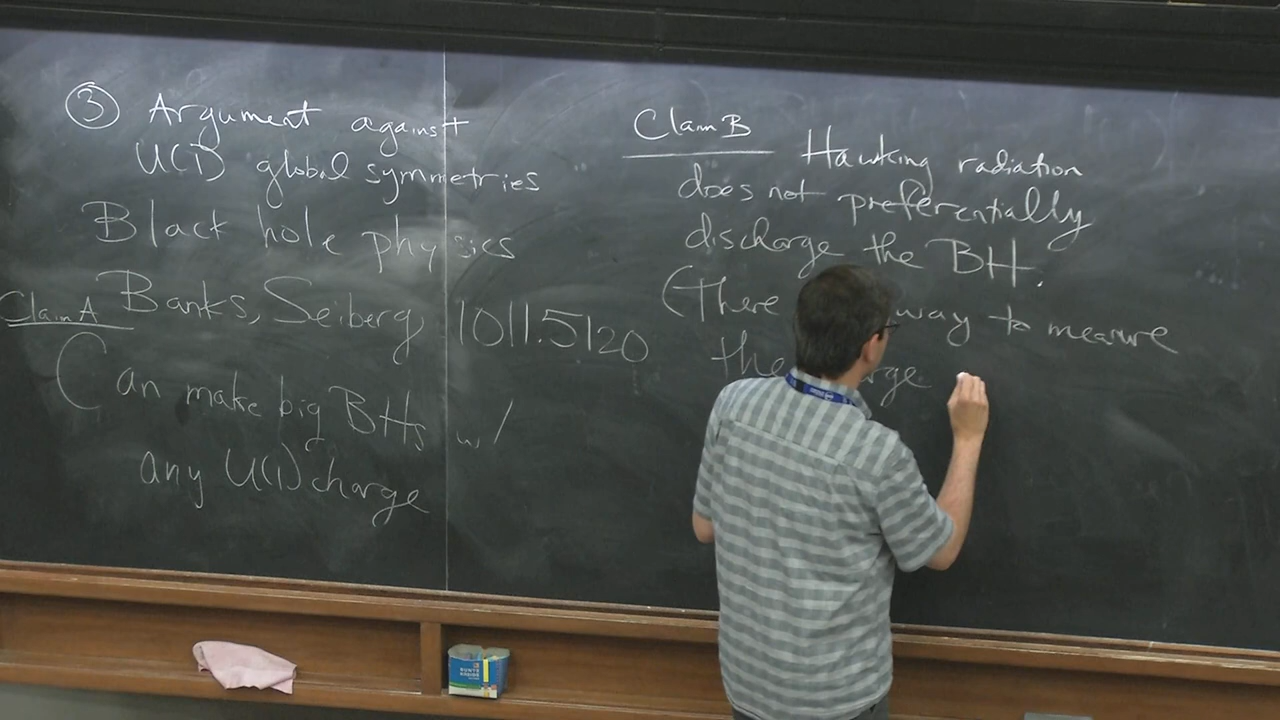 ③ Argument against
U(1) global symmetries
Black hole physics
Claim A Banks, Seiberg 1011.5120
Can make big BHs w/
any U(1) charge
Claim B Hawking radiation
does not preferentially
discharge the BH.
(There way to measure
the